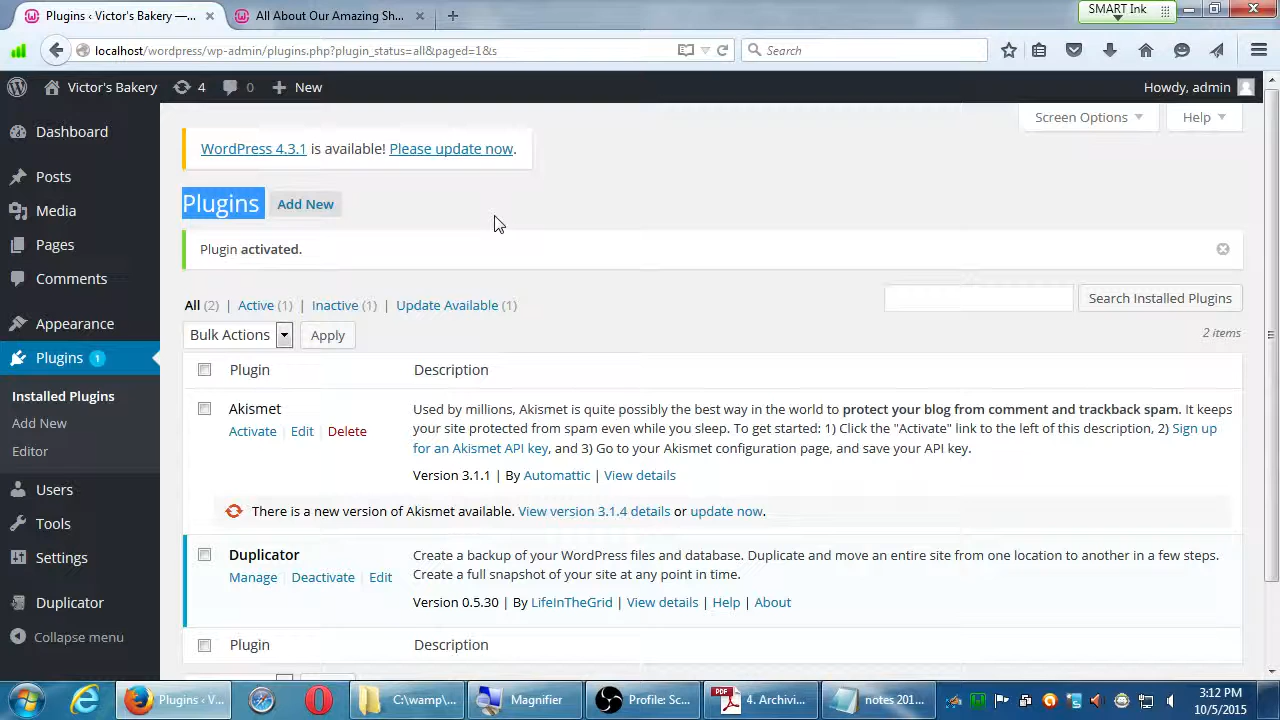 Plugins ‹ Victor's Bakery —...
All About Our Amazing Sh...
SMART Ink
localhost/wordpress/wp-admin/plugins.php?plugin_status=all&paged=1&s
Search
Victor's Bakery
4
0
New
Howdy, admin
Dashboard
Posts
Media
Pages
Comments
Appearance
Plugins 1
Installed Plugins
Add New
Editor
Users
Tools
Settings
Duplicator
Collapse menu
Screen Options
Help
WordPress 4.3.1 is available! Please update now.
Plugins Add New
Plugin activated.
All (2) | Active (1) | Inactive (1) | Update Available (1)
Search Installed Plugins
Bulk Actions Apply
2 items
Plugin Description
Akismet
Activate | Edit | Delete
Used by millions, Akismet is quite possibly the best way in the world to protect your blog from comment and trackback spam. It keeps
your site protected from spam even while you sleep. To get started: 1) Click the "Activate" link to the left of this description, 2) Sign up
for an Akismet API key, and 3) Go to your Akismet configuration page, and save your API key.
Version 3.1.1 | By Automattic | View details
There is a new version of Akismet available. View version 3.1.4 details or update now.
Duplicator
Manage | Deactivate | Edit
Create a backup of your WordPress files and database. Duplicate and move an entire site from one location to another in a few steps.
Create a full snapshot of your site at any point in time.
Version 0.5.30 | By LifeInTheGrid | View details | Help | About
Plugin Description
Plugins ‹ V...
C:\wamp...
Magnifier
Profile: Sc...
PDF
4. Archivi...
notes 201...
3:12 PM
10/5/2015